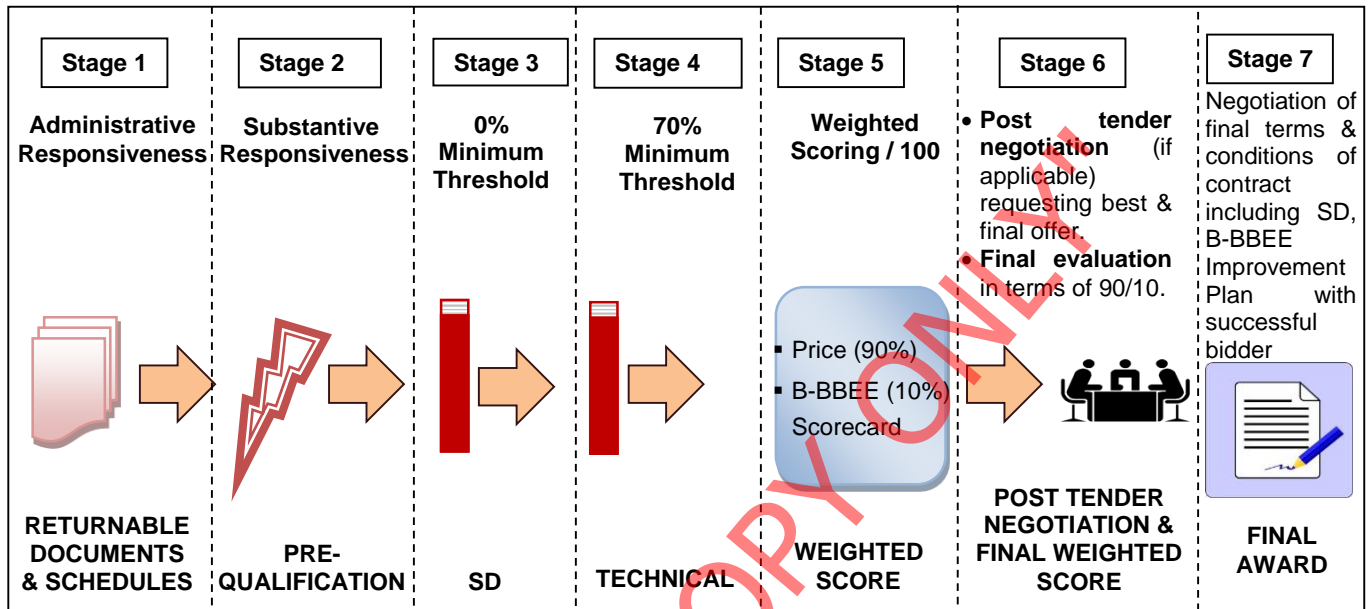 Stage 1
Administrative
Responsiveness
RETURNABLE
DOCUMENTS
& SCHEDULES
Stage 2
Substantive
Responsiveness
PRE-
QUALIFICATION
Stage 3
0%
Minimum
Threshold
SD
Stage 4
70%
Minimum
Threshold
TECHNICAL
Stage 5
Weighted
Scoring / 100
▪ Price (90%)
▪ B-BBEE (10%)
Scorecard
WEIGHTED
SCORE
Stage 6
• Post tender
negotiation (if
applicable)
requesting best &
final offer.
• Final evaluation
in terms of 90/10.
POST TENDER
NEGOTIATION &
FINAL WEIGHTED
SCORE
Stage 7
Negotiation of
final terms &
conditions of
contract
including SD,
B-BBEE
Improvement
Plan with
successful
bidder
FINAL
AWARD
OPY ONLY"